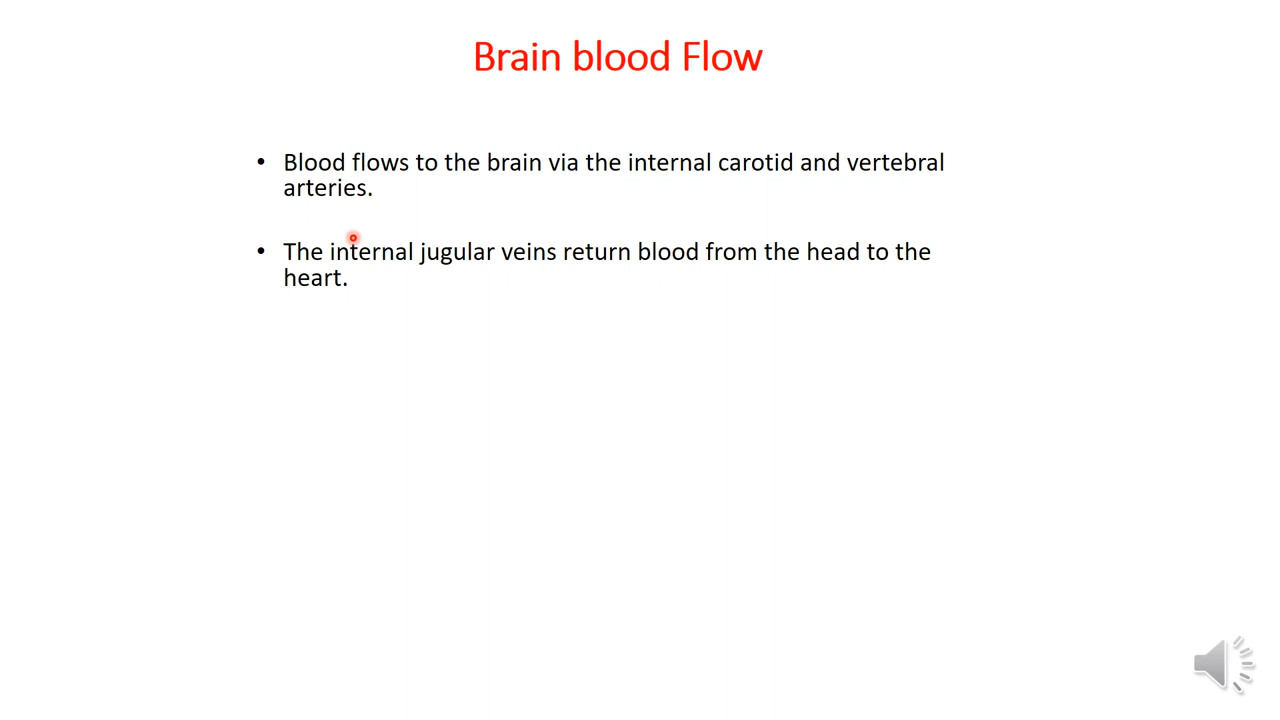 Brain blood Flow
• Blood flows to the brain via the internal carotid and vertebral
arteries.
• The internal jugular veins return blood from the head to the
heart.